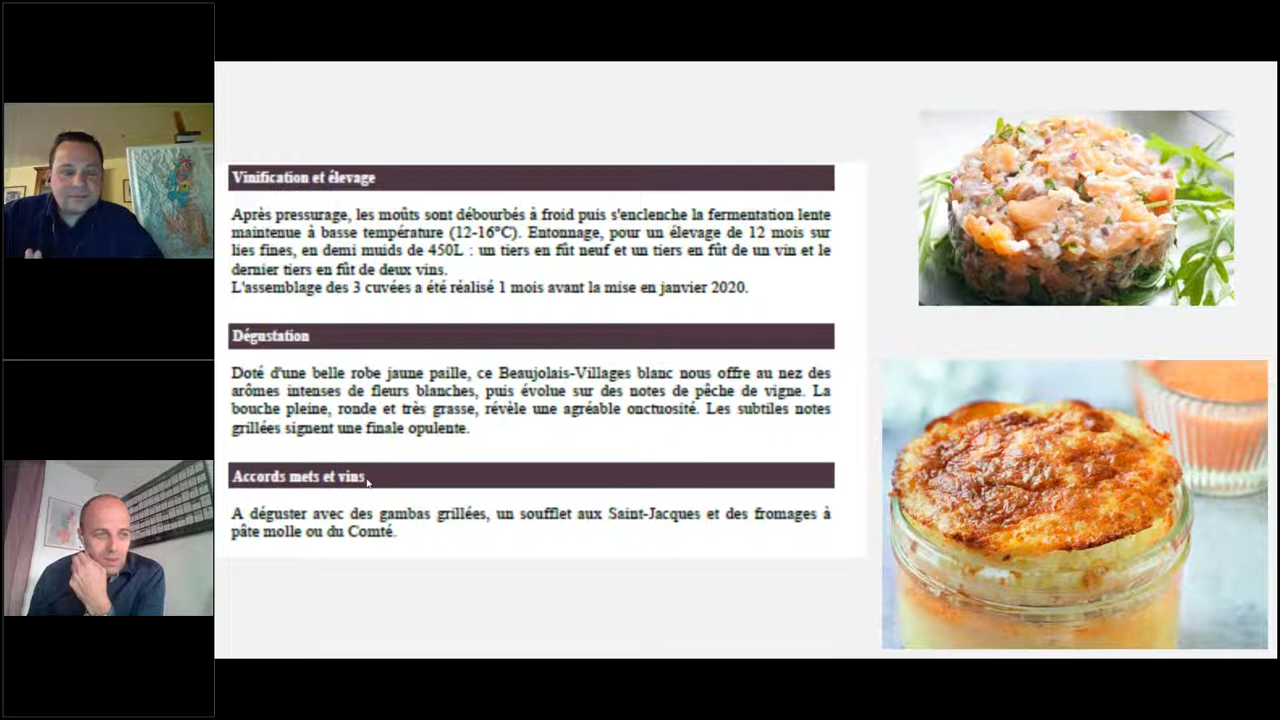 Vinification et élevage
Après pressurage, les moûts sont débourbés à froid puis s'enclenche la fermentation lente
maintenue à basse température (12-16°C). Entonnage, pour un élevage de 12 mois sur
lies fines, en demi muids de 450L : un tiers en fût neuf et un tiers en fût de un vin et le
dernier tiers en fût de deux vins.
L'assemblage des 3 cuvées a été réalisé 1 mois avant la mise en janvier 2020.
Dégustation
Doté d'une belle robe jaune paille, ce Beaujolais-Villages blanc nous offre au nez des
arômes intenses de fleurs blanches, puis évolue sur des notes de pêche de vigne. La
bouche pleine, ronde et très grasse, révèle une agréable onctuosité. Les subtiles notes
grillées signent une finale opulente.
Accords mets et vins
A déguster avec des gambas grillées, un soufflet aux Saint-Jacques et des fromages à
pâte molle ou du Comté.